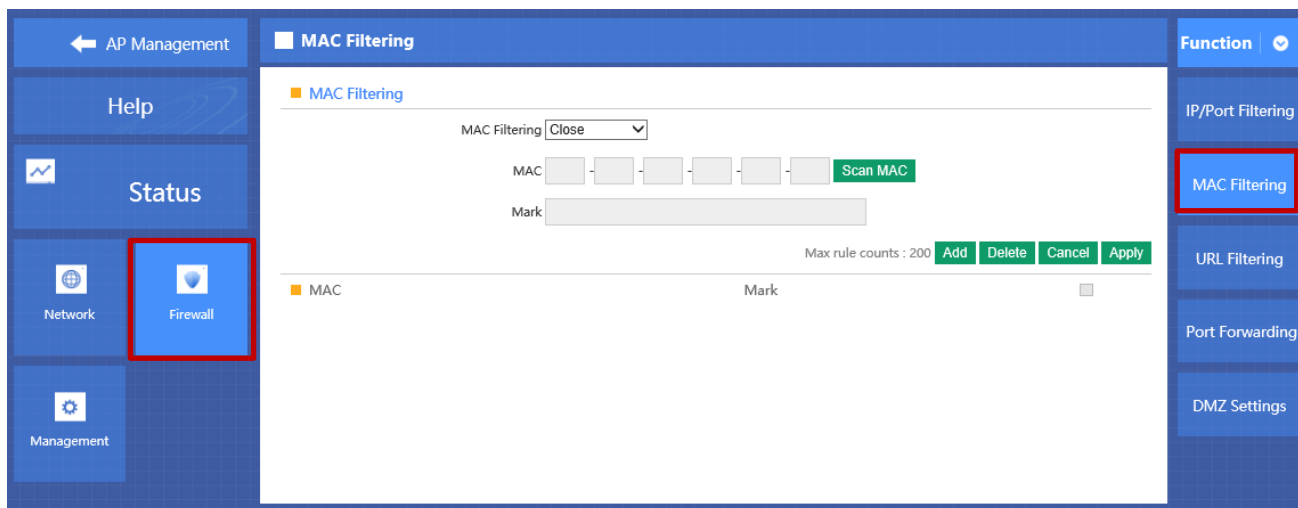 AP Management
Help
Status
Network
Firewall
Management
MAC Filtering
MAC Filtering
MAC Filtering Close
MAC - - - - - Scan MAC
Mark
Max rule counts : 200 Add Delete Cancel Apply
MAC Mark
Function
IP/Port Filtering
MAC Filtering
URL Filtering
Port Forwarding
DMZ Settings